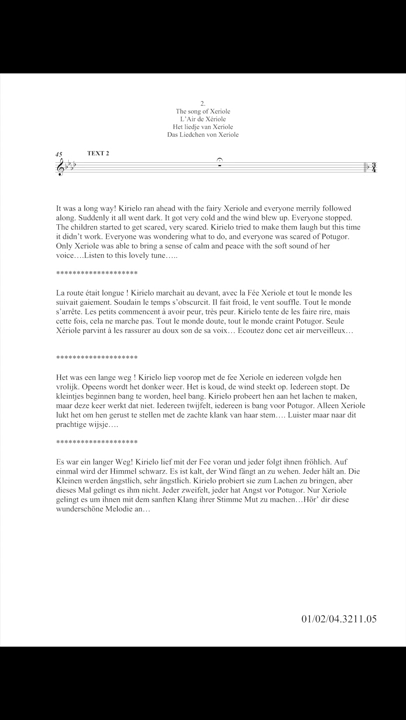 2.
The song of Xeriole
L'Air de Xériole
Het liedje van Xeriole
Das Liedchen von Xeriole
45
TEXT 2
3
4
It was a long way! Kirielo ran ahead with the fairy Xeriole and everyone merrily followed
along. Suddenly it all went dark. It got very cold and the wind blew up. Everyone stopped.
The children started to get scared, very scared. Kirielo tried to make them laugh but this time
it didn't work. Everyone was wondering what to do, and everyone was scared of Potugor.
Only Xeriole was able to bring a sense of calm and peace with the soft sound of her
voice….Listen to this lovely tune…..
********************
La route était longue ! Kirielo marchait au devant, avec la Fée Xeriole et tout le monde les
suivait gaiement. Soudain le temps s'obscurcit. Il fait froid, le vent souffle. Tout le monde
s'arrête. Les petits commencent à avoir peur, très peur. Kirielo tente de les faire rire, mais
cette fois, cela ne marche pas. Tout le monde doute, tout le monde craint Potugor. Seule
Xériole parvint à les rassurer au doux son de sa voix… Ecoutez donc cet air merveilleux…
********************
Het was een lange weg ! Kirielo liep voorop met de fee Xeriole en iedereen volgde hen
vrolijk. Opeens wordt het donker weer. Het is koud, de wind steekt op. Iedereen stopt. De
kleintjes beginnen bang te worden, heel bang. Kirielo probeert hen aan het lachen te maken,
maar deze keer werkt dat niet. Iedereen twijfelt, iedereen is bang voor Potugor. Alleen Xeriole
lukt het om hen gerust te stellen met de zachte klank van haar stem…. Luister maar naar dit
prachtige wijsje….
********************
Es war ein langer Weg! Kirielo lief mit der Fee voran und jeder folgt ihnen fröhlich. Auf
einmal wird der Himmel schwarz. Es ist kalt, der Wind fängt an zu wehen. Jeder hält an. Die
Kleinen werden ängstlich, sehr ängstlich. Kirielo probiert sie zum Lachen zu bringen, aber
dieses Mal gelingt es ihm nicht. Jeder zweifelt, jeder hat Angst vor Potugor. Nur Xeriole
gelingt es um ihnen mit dem sanften Klang ihrer Stimme Mut zu machen…Hör' dir diese
wunderschöne Melodie an…
01/02/04.3211.05